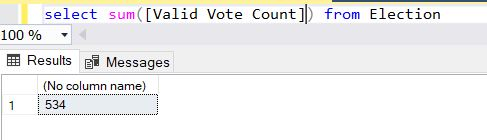 select sum([Valid Vote Count]) from Election
100 %
Results Messages
(No column name)
1 534